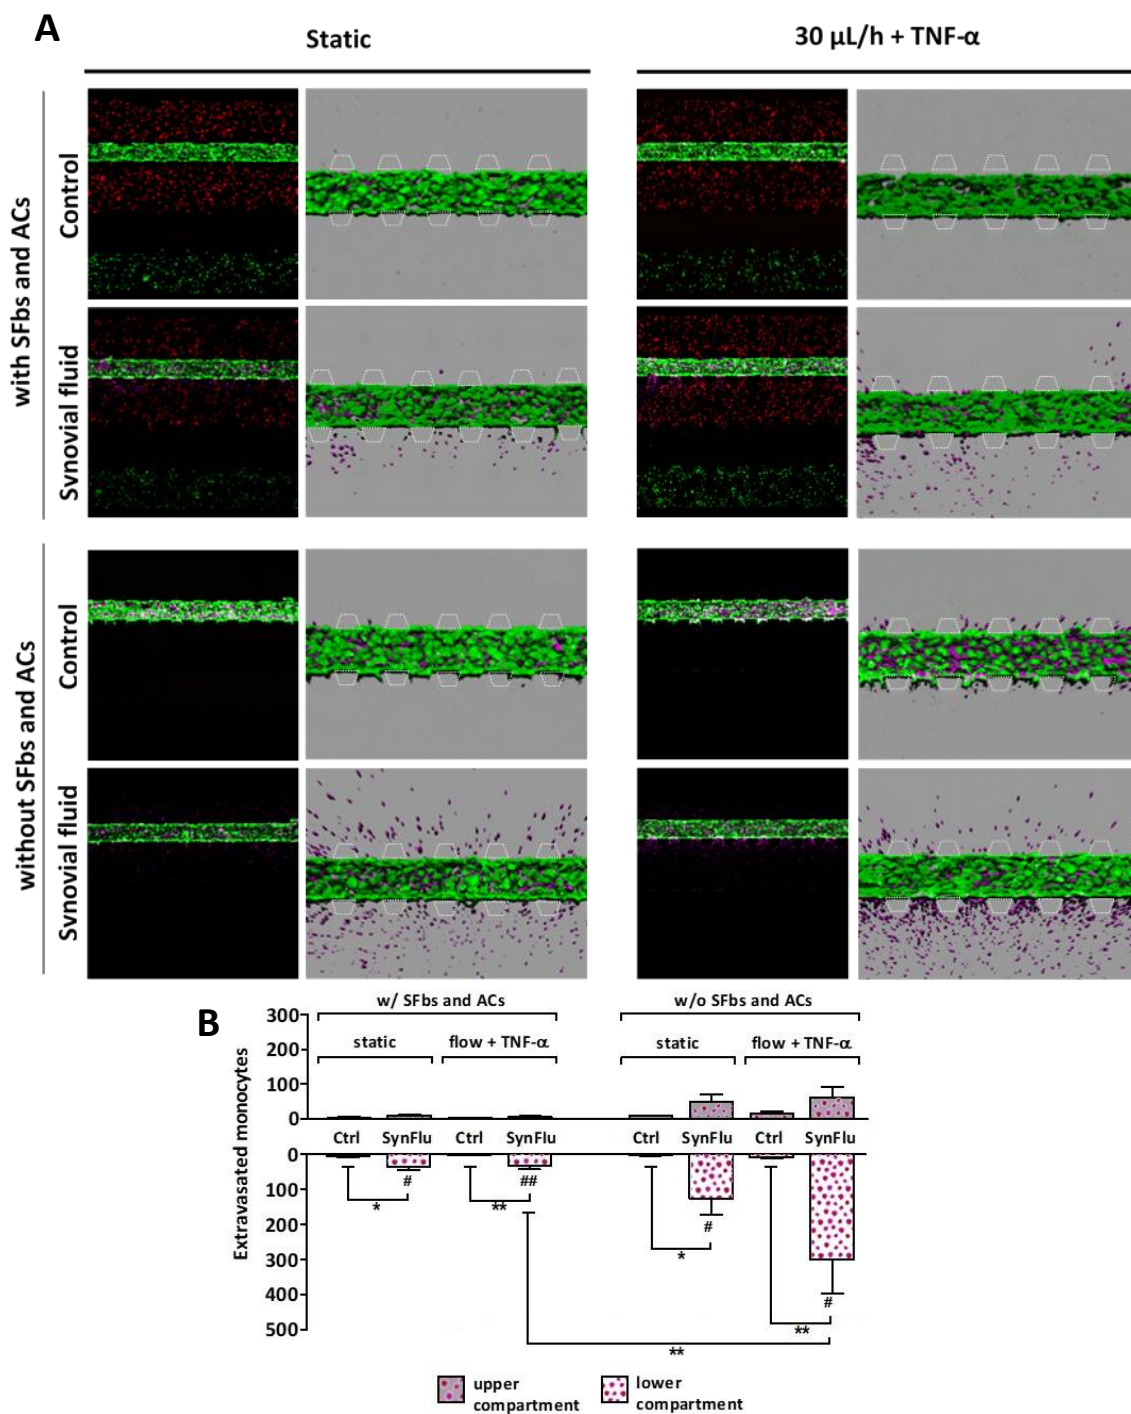 A
Static
30 µL/h + TNF-α
with SFbs and ACs
Control
Svnovial fluid
without SFbs and ACs
Control
Svnovial fluid
B
w/ SFbs and ACs
w/o SFbs and ACs
static
flow + TNF-α
static
flow + TNF-α
Extravasated monocytes
300
200
100
0
Ctrl SynFlu Ctrl SynFlu Ctrl SynFlu Ctrl SynFlu
0
100
200
300
400
500
# ## # #
* ** * **
**
upper compartment
lower compartment